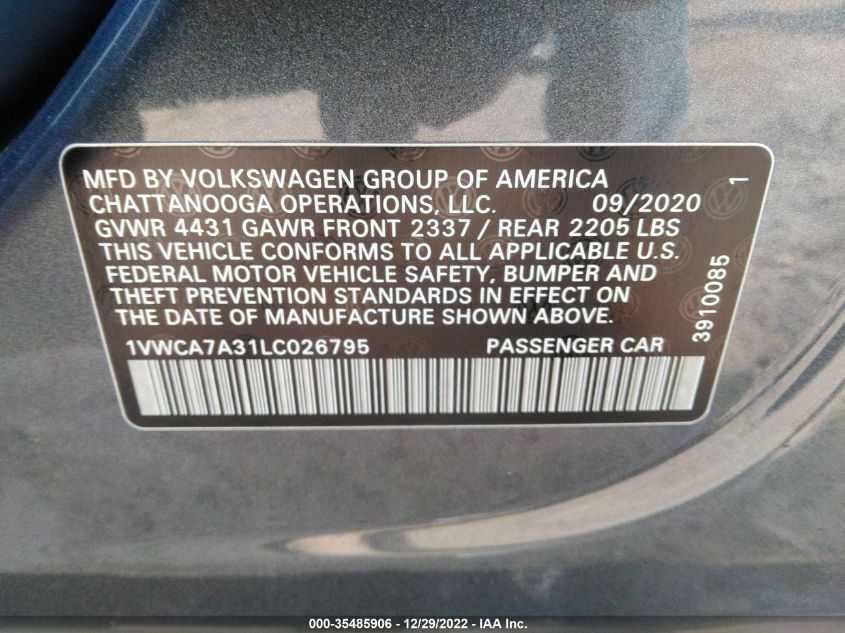 MFD BY VOLKSWAGEN GROUP OF AMERICA
CHATTANOOGA OPERATIONS, LLC. 09/2020
GVWR 4431 GAWR FRONT 2337 / REAR 2205 LBS
THIS VEHICLE CONFORMS TO ALL APPLICABLE U.S.
FEDERAL MOTOR VEHICLE SAFETY, BUMPER AND
THEFT PREVENTION STANDARDS IN EFFECT ON
THE DATE OF MANUFACTURE SHOWN ABOVE.
1VWCA7A31LC026795 PASSENGER CAR
3910085 1
000-35485906 - 12/29/2022 - IAA Inc.